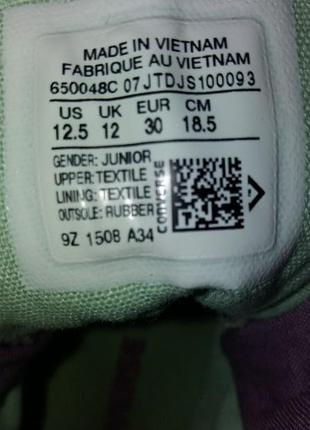 MADE IN VIETNAM
FABRIQUE AU VIETNAM
650048C 07JTDJS100093
US UK EUR CM
12.5 12 30 18.5
GENDER: JUNIOR
UPPER: TEXTILE
LINING: TEXTILE
OUTSOLE: RUBBER
CONVERSE
9Z 1508 A34